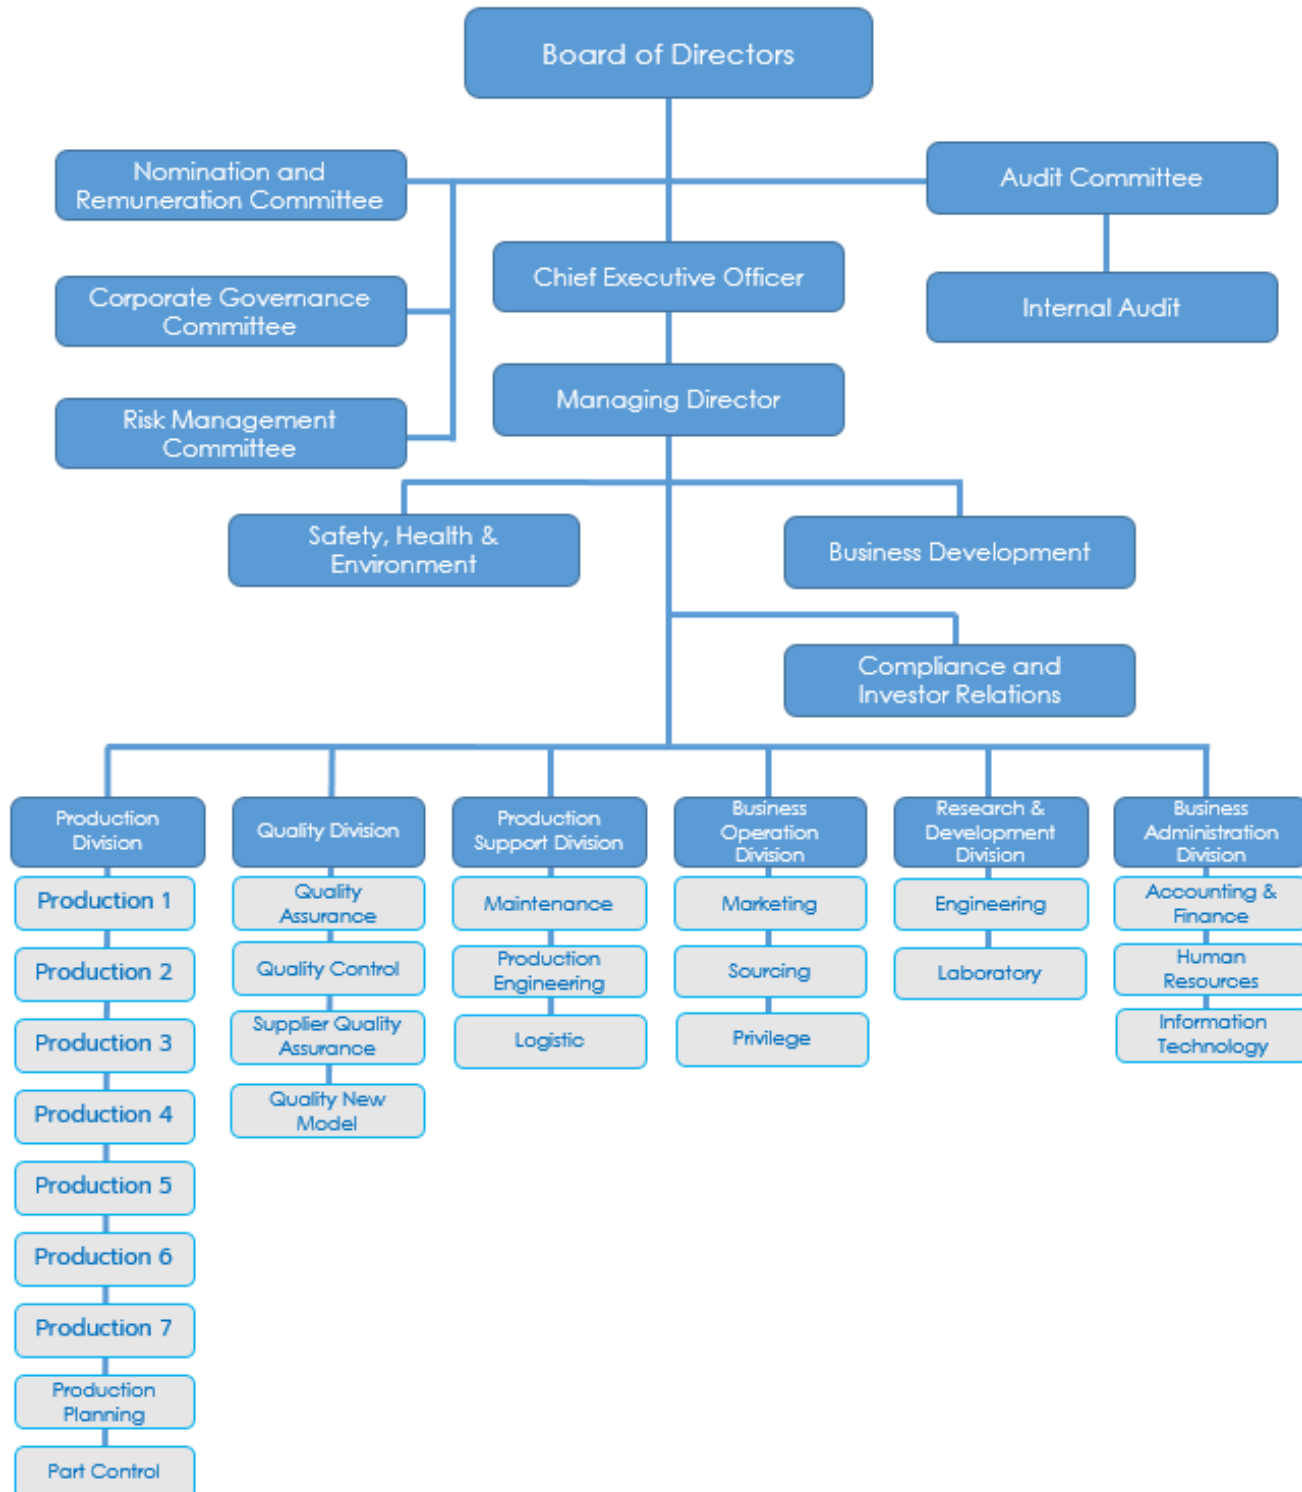 Board of Directors
Nomination and
Remuneration Committee
Audit Committee
Chief Executive Officer
Corporate Governance
Committee
Internal Audit
Managing Director
Risk Management
Committee
Safety, Health &
Environment
Business Development
Compliance and
Investor Relations
Production
Division
Production 1
Production 2
Production 3
Production 4
Production 5
Production 6
Production 7
Production
Planning
Part Control
Quality Division
Quality
Assurance
Quality Control
Supplier Quality
Assurance
Quality New
Model
Production
Support Division
Maintenance
Production
Engineering
Logistic
Business
Operation
Division
Marketing
Sourcing
Privilege
Research &
Development
Division
Engineering
Laboratory
Business
Administration
Division
Accounting &
Finance
Human
Resources
Information
Technology